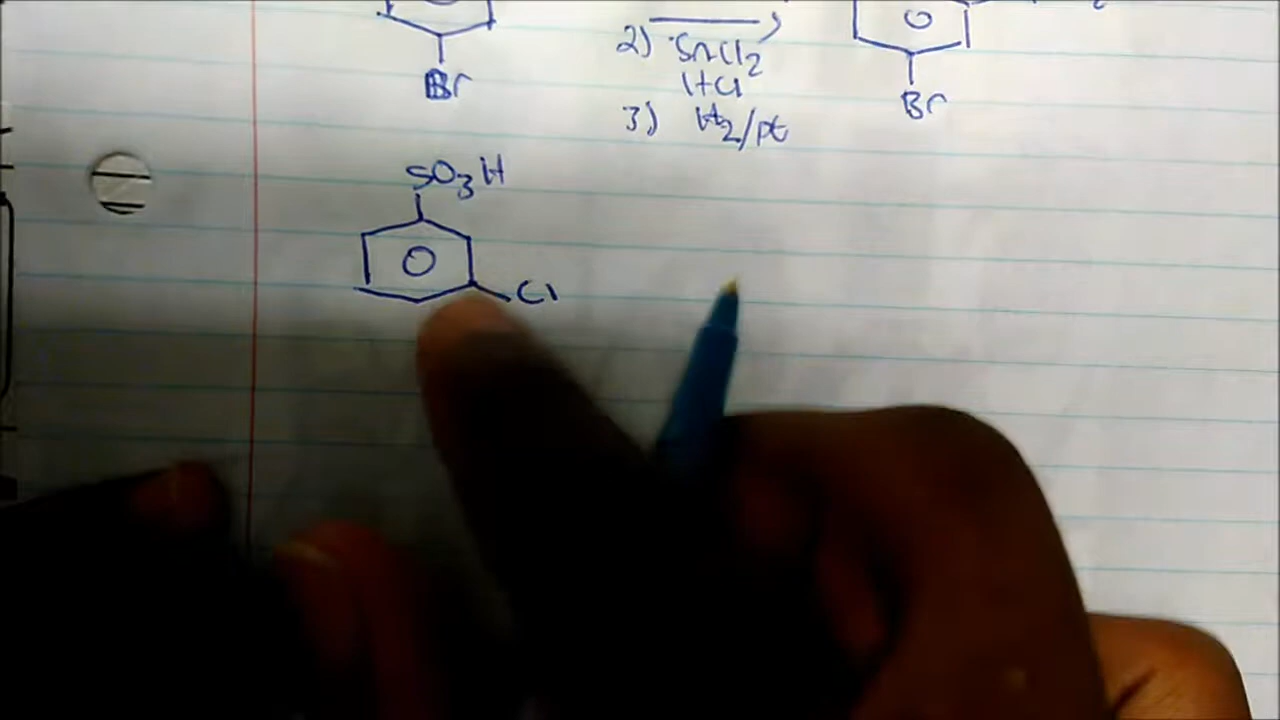 2) SnCl2
Br
HCl
Br
3) H2/pt
SO3H
Cl